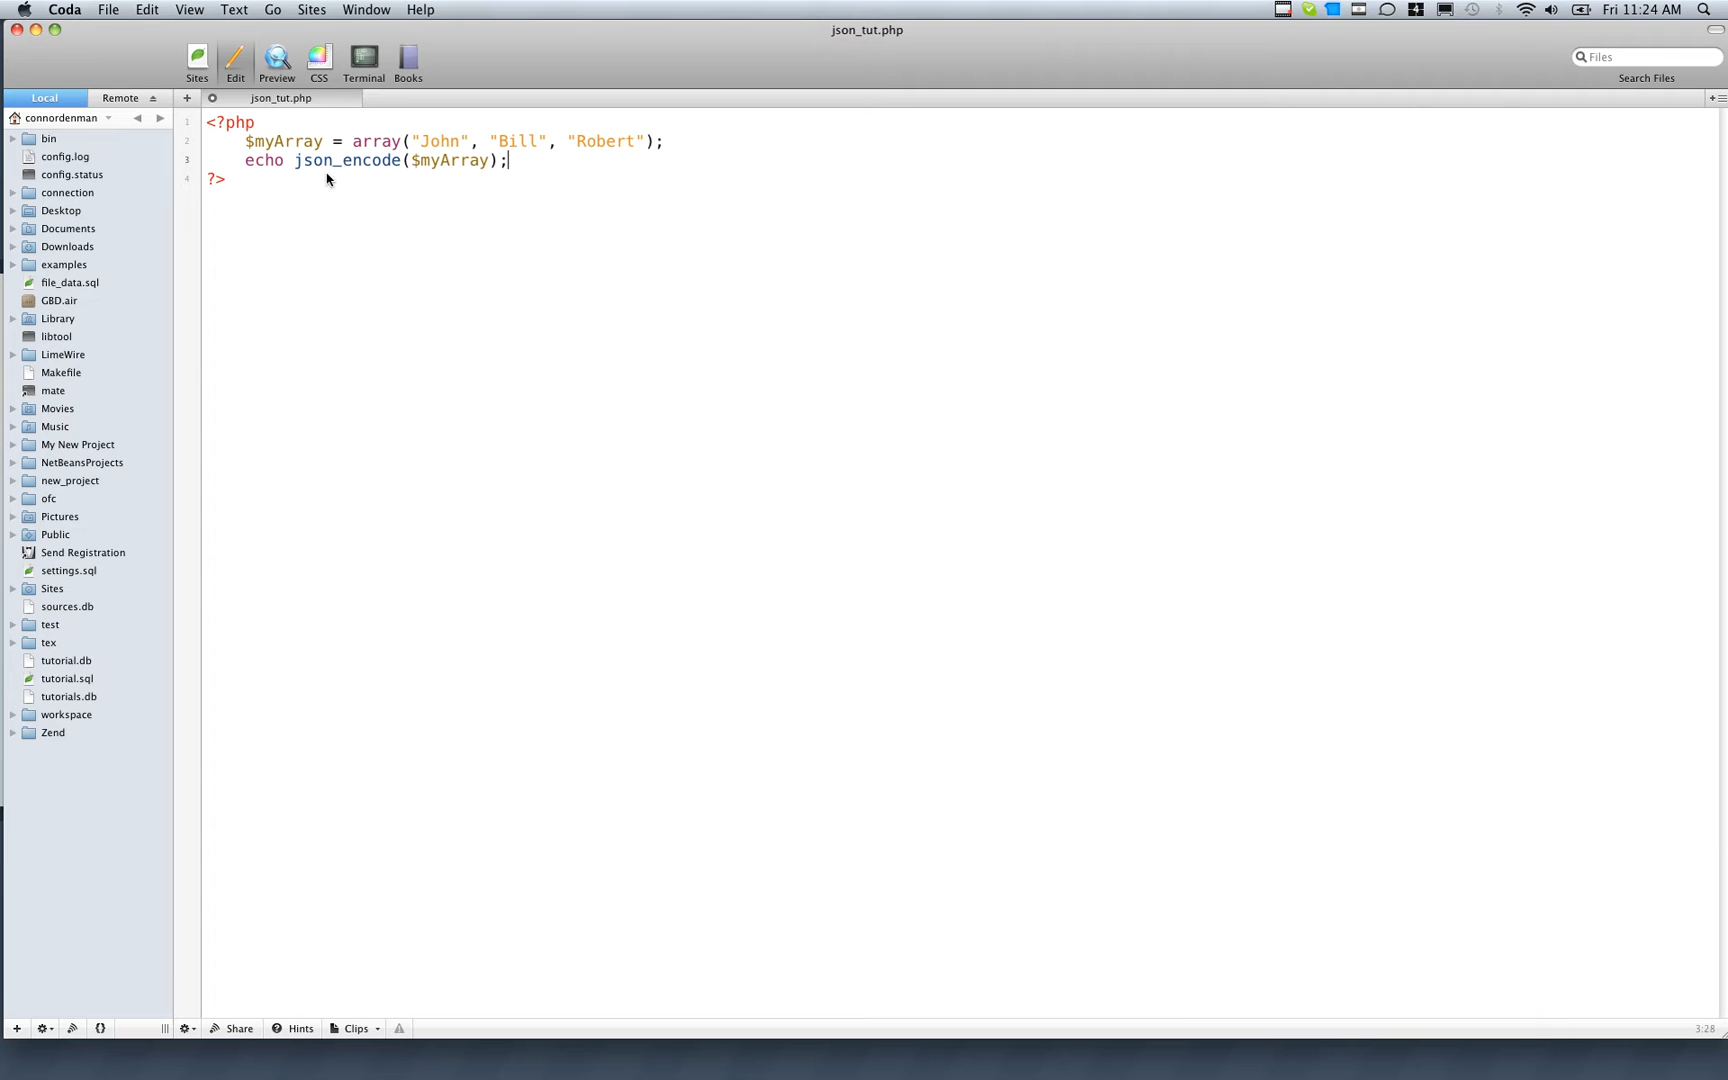 Coda File Edit View Text Go Sites Window Help 4 Fri 11:24 AM
json_tut.php
Sites Edit Preview CSS Terminal Books Files
Search Files
Local Remote json_tut.php
connordenman
bin
config.log
config.status
connection
Desktop
Documents
Downloads
examples
file_data.sql
GBD.air
Library
libtool
LimeWire
Makefile
mate
Movies
Music
My New Project
NetBeansProjects
new_project
ofc
Pictures
Public
Send Registration
settings.sql
Sites
sources.db
test
tex
tutorial.db
tutorial.sql
tutorials.db
workspace
Zend
1 <?php
2 $myArray = array("John", "Bill", "Robert");
3 echo json_encode($myArray);
4 ?>
Share Hints Clips 3:28